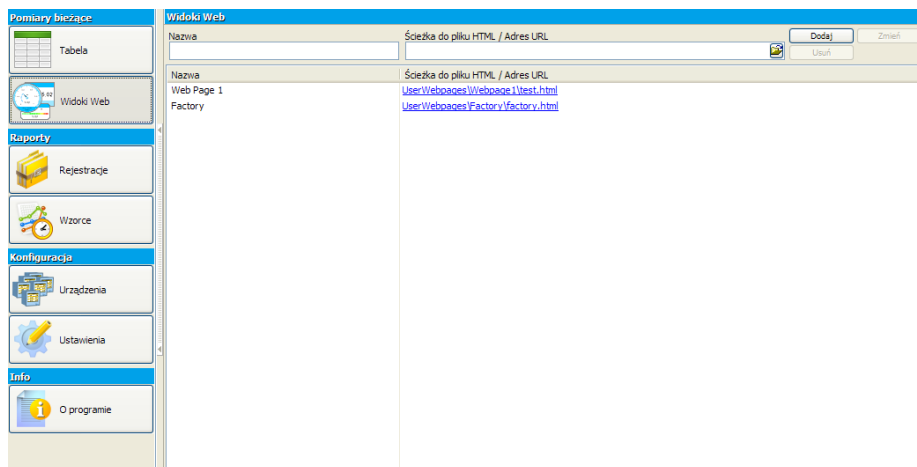 Pomiary bieżące
Tabela
Widoki Web
Raporty
Rejestracje
Wzorce
Konfiguracja
Urządzenia
Ustawienia
Info
O programie
Widoki Web
Nazwa Ścieżka do pliku HTML / Adres URL Dodaj Zmień
Usuń
Nazwa Ścieżka do pliku HTML / Adres URL
Web Page 1 UserWebpages\Webpage1\test.html
Factory UserWebpages\Factory\factory.html